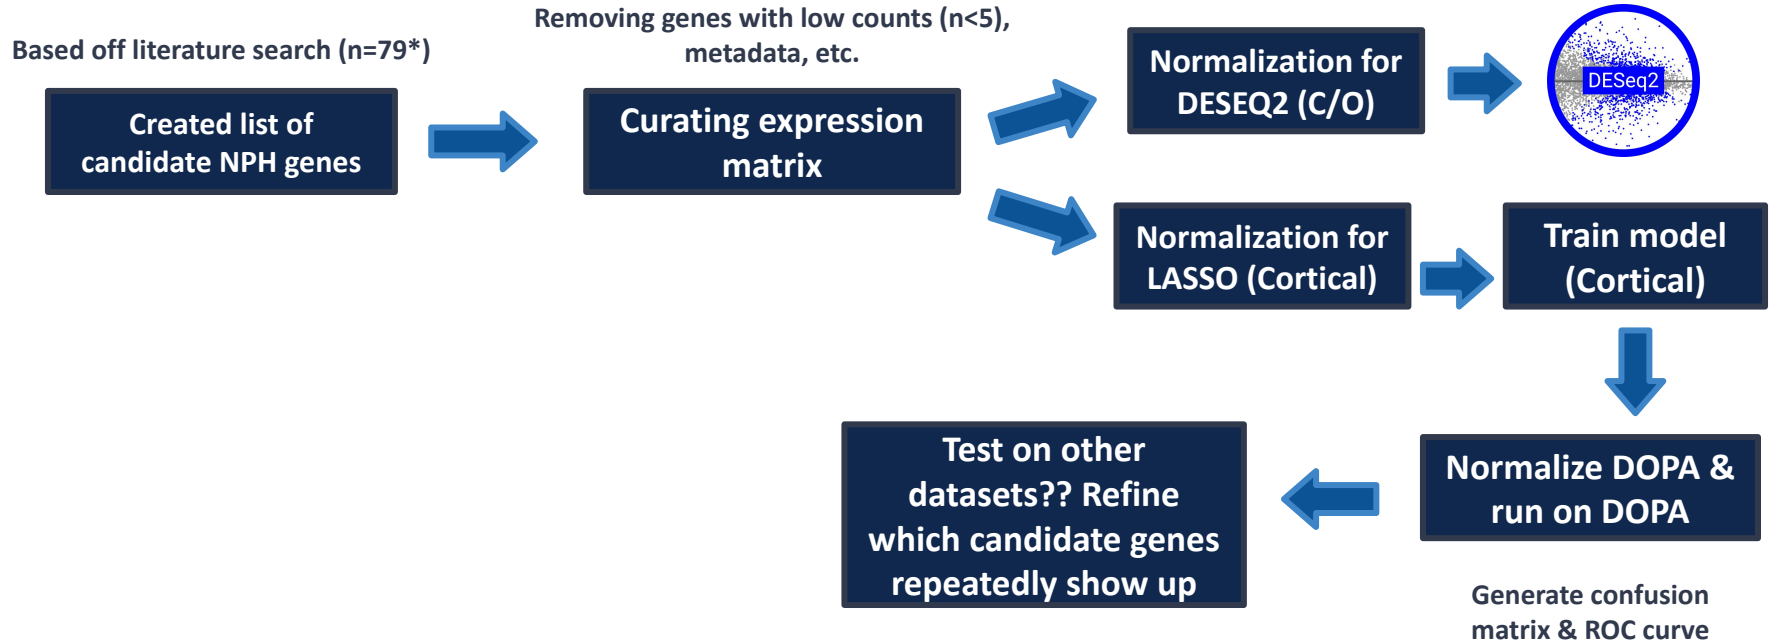 Based off literature search (n=79*)
Created list of
candidate NPH genes
Removing genes with low counts (n<5),
metadata, etc.
Curating expression
matrix
Normalization for
DESEQ2 (C/O)
DESeq2
Normalization for
LASSO (Cortical)
Train model
(Cortical)
Normalize DOPA &
run on DOPA
Generate confusion
matrix & ROC curve
Test on other
datasets?? Refine
which candidate genes
repeatedly show up